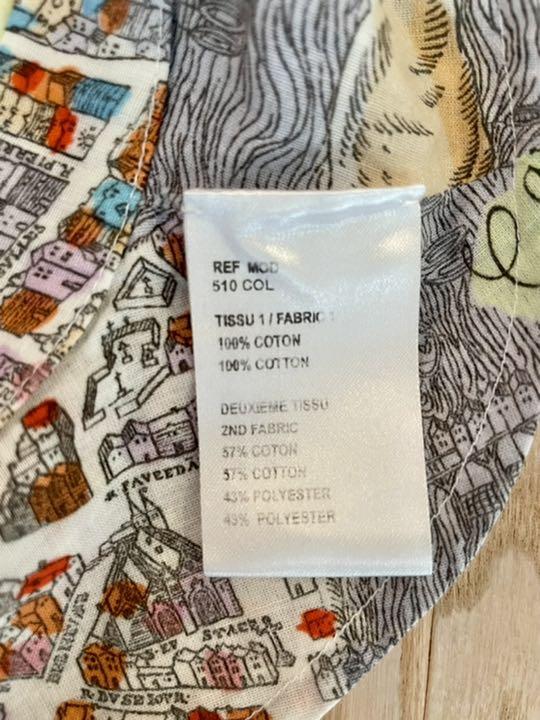 REF MOD
510 COL
TISSU 1 / FABRIC 1
100% COTON
100% COTTON
DEUXIEME TISSU
2ND FABRIC
57% COTON
57% COTTON
43% POLYESTER
43% POLYESTER